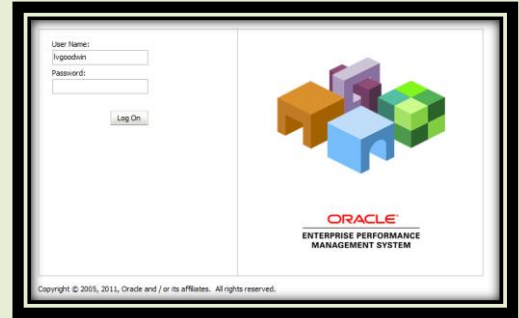 User Name:
lvgoodwin
Password:
Log On
ORACLE
ENTERPRISE PERFORMANCE
MANAGEMENT SYSTEM
Copyright © 2005, 2011, Oracle and / or its affiliates. All rights reserved.